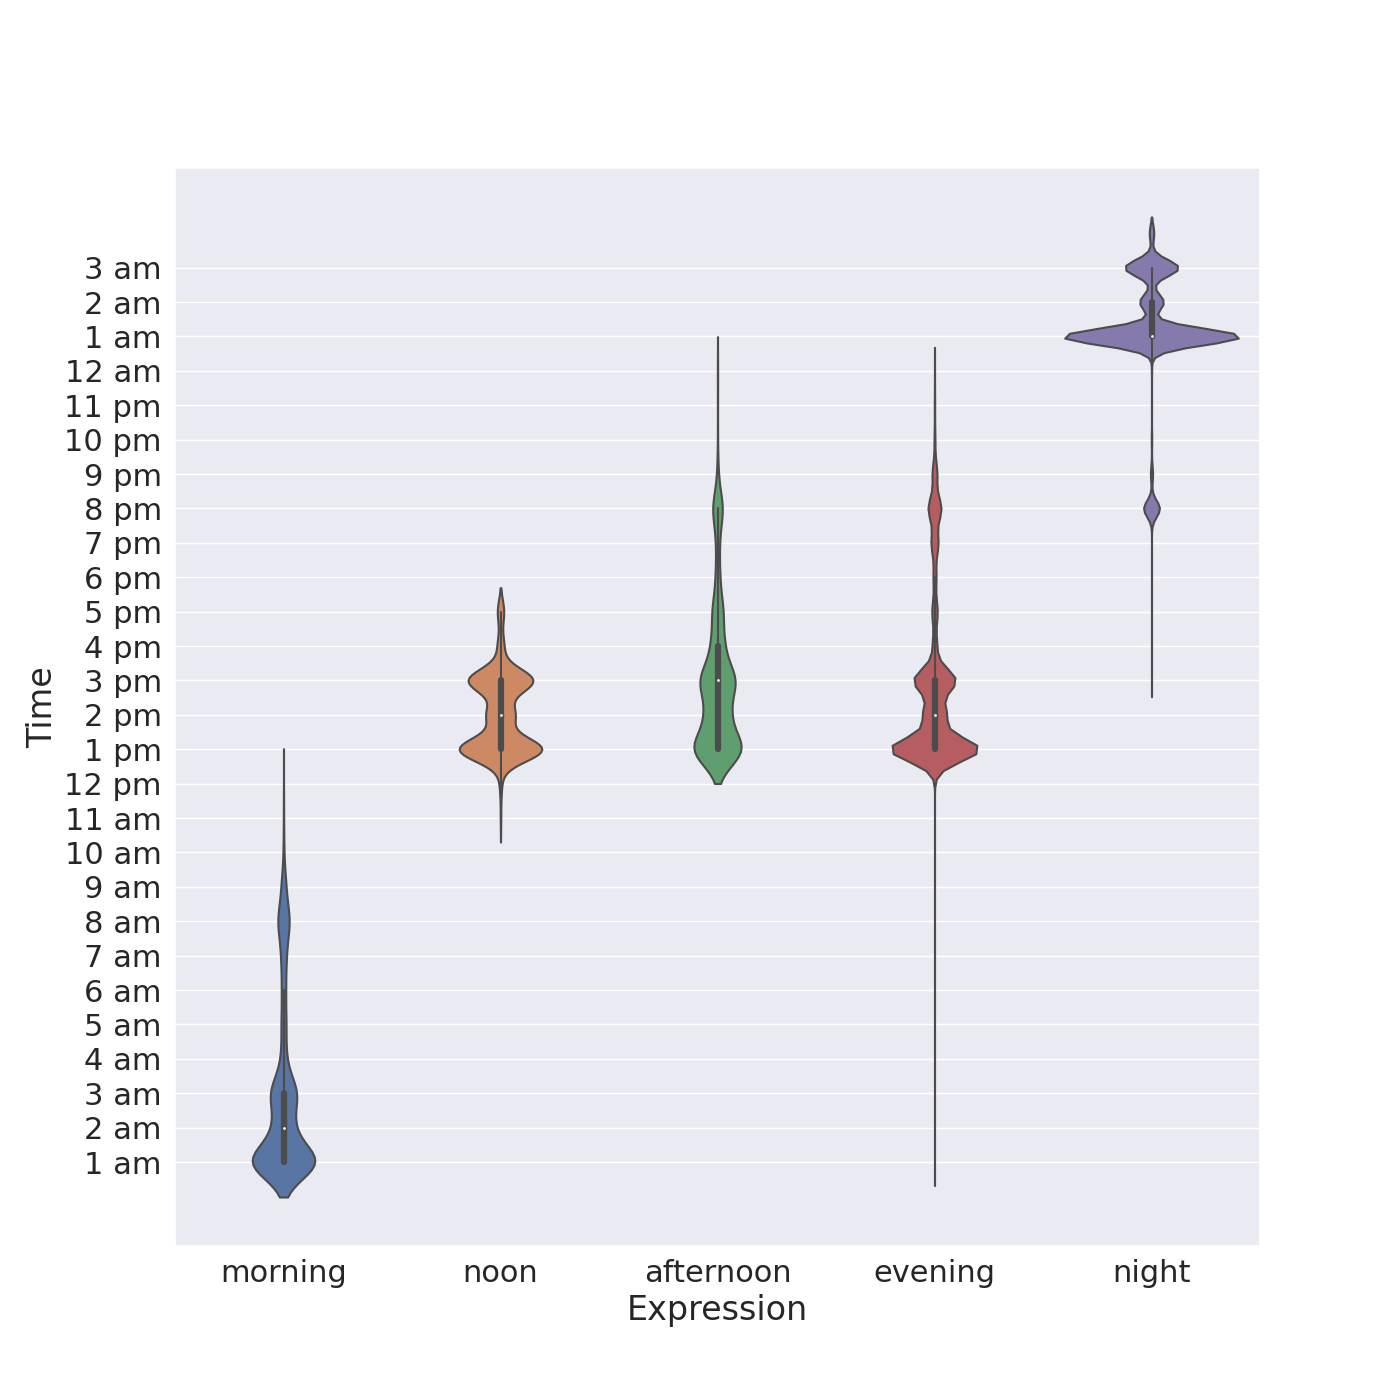 3 am
2 am
1 am
12 am
11 pm
10 pm
9 pm
8 pm
7 pm
6 pm
5 pm
4 pm
3 pm
2 pm
1 pm
12 pm
11 am
10 am
9 am
8 am
7 am
6 am
5 am
4 am
3 am
2 am
1 am
Time
morning noon afternoon evening night
Expression